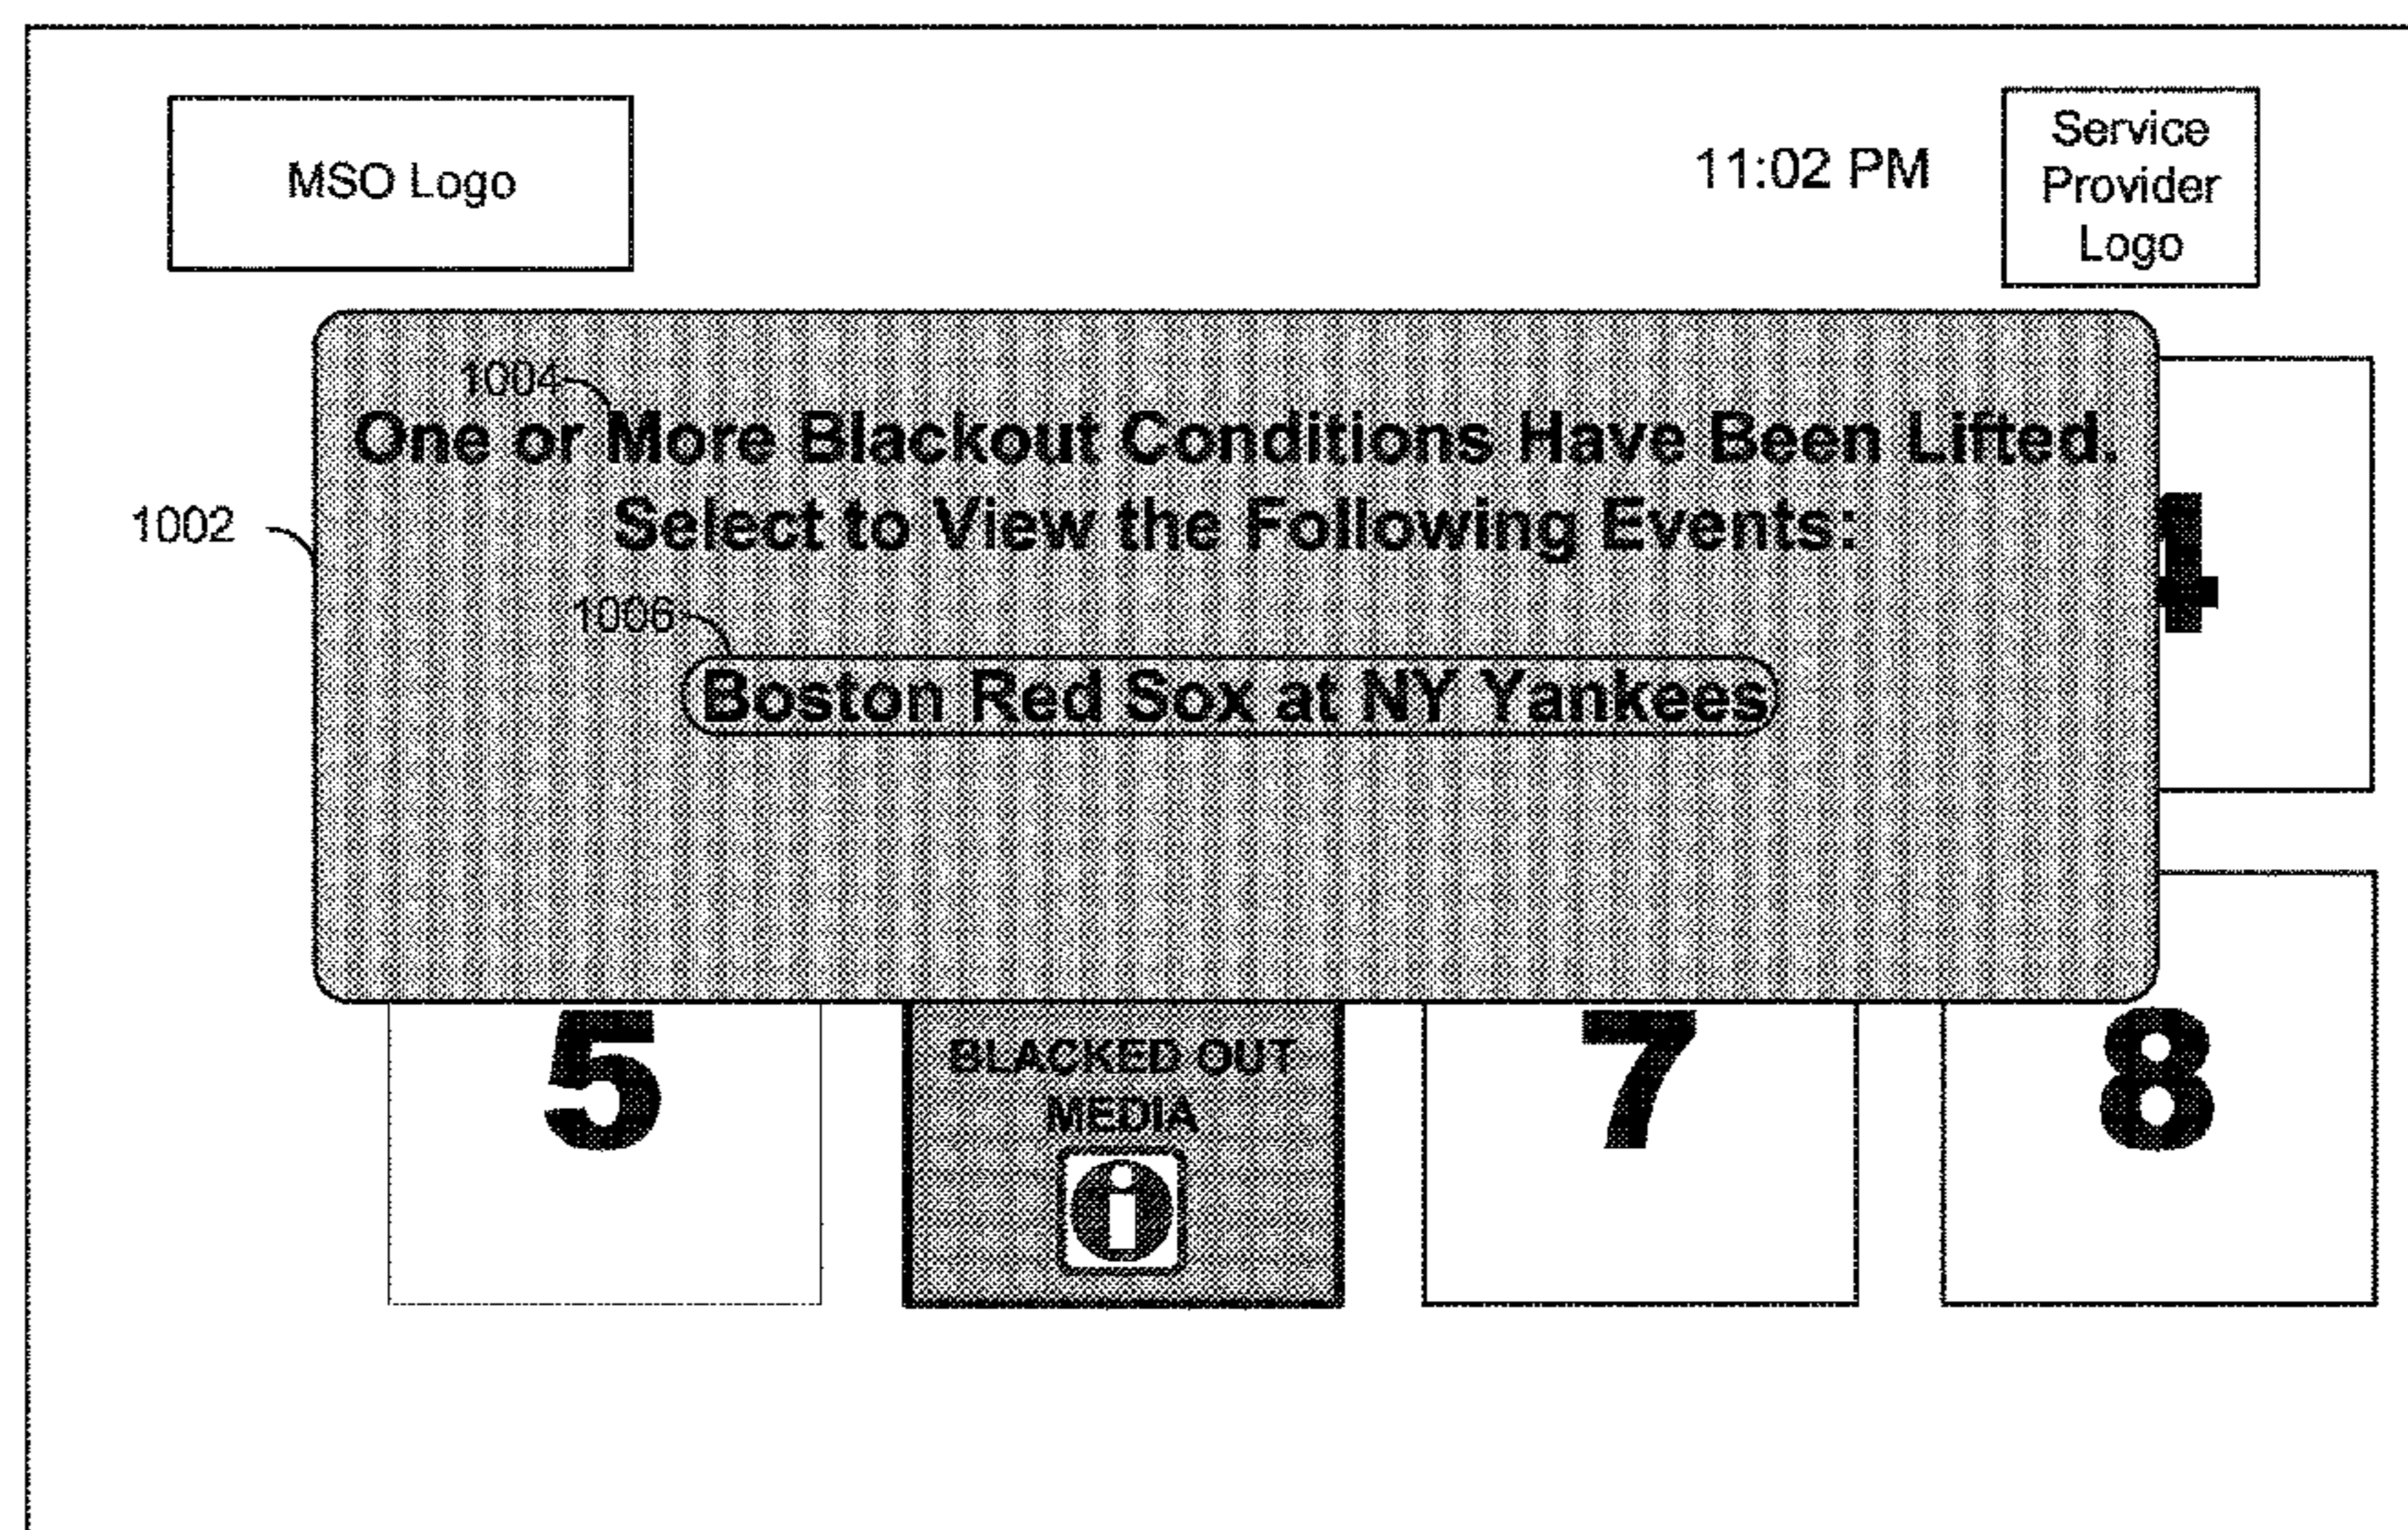 MSO Logo
11:02 PM
Service
Provider
Logo
1004
One or More Blackout Conditions Have Been Lifted.
1002
Select to View the Following Events:
4
1006
Boston Red Sox at NY Yankees
5
BLACKED OUT
MEDIA
i
7
8